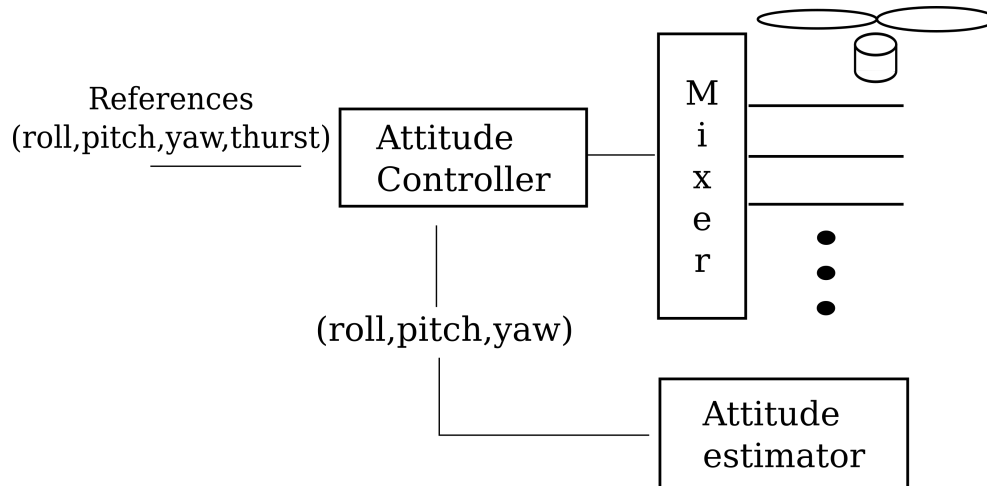 References
(roll,pitch,yaw,thurst)
Attitude
Controller
M
i
x
e
r
(roll,pitch,yaw)
Attitude
estimator